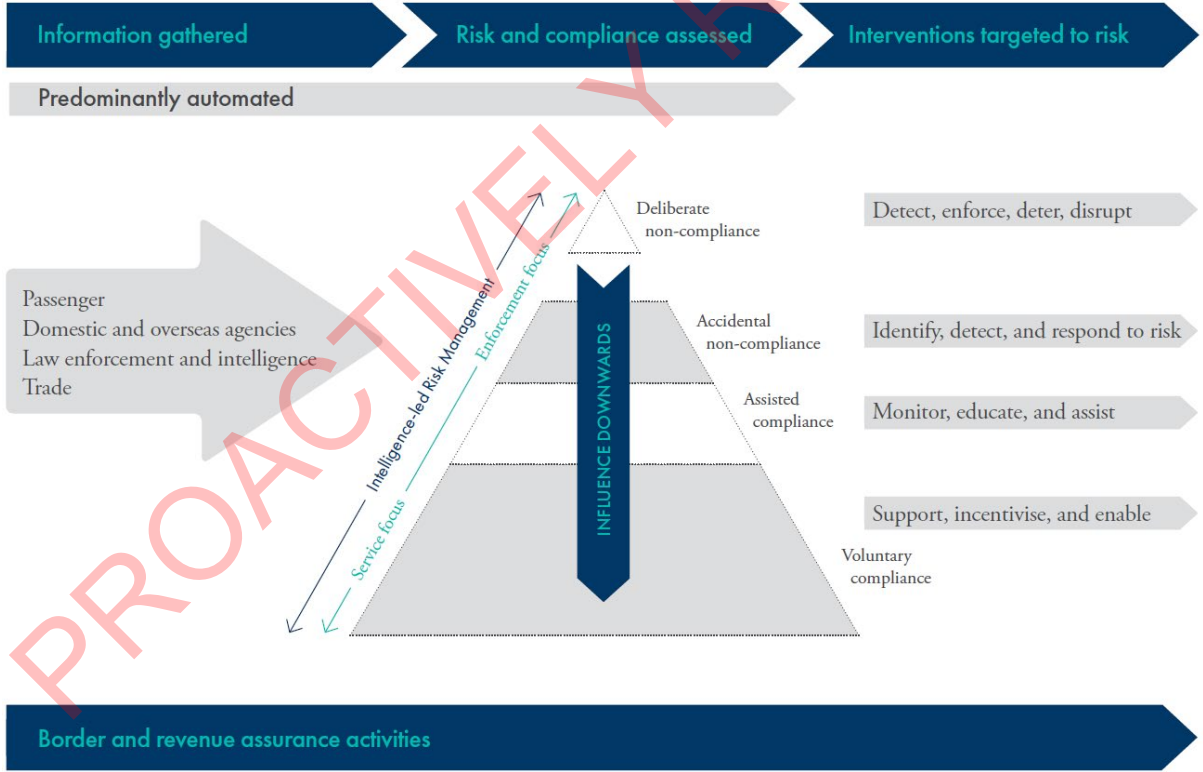 Information gathered
Risk and compliance assessed
Interventions targeted to risk
Predominantly automated
Passenger
Domestic and overseas agencies
Law enforcement and intelligence
Trade
Intelligence-led Risk Management
Service focus
Enforcement focus
INFLUENCE DOWNWARDS
Deliberate
non-compliance
Accidental
non-compliance
Assisted
compliance
Voluntary
compliance
Detect, enforce, deter, disrupt
Identify, detect, and respond to risk
Monitor, educate, and assist
Support, incentivise, and enable
Border and revenue assurance activities
PROACTIVELY